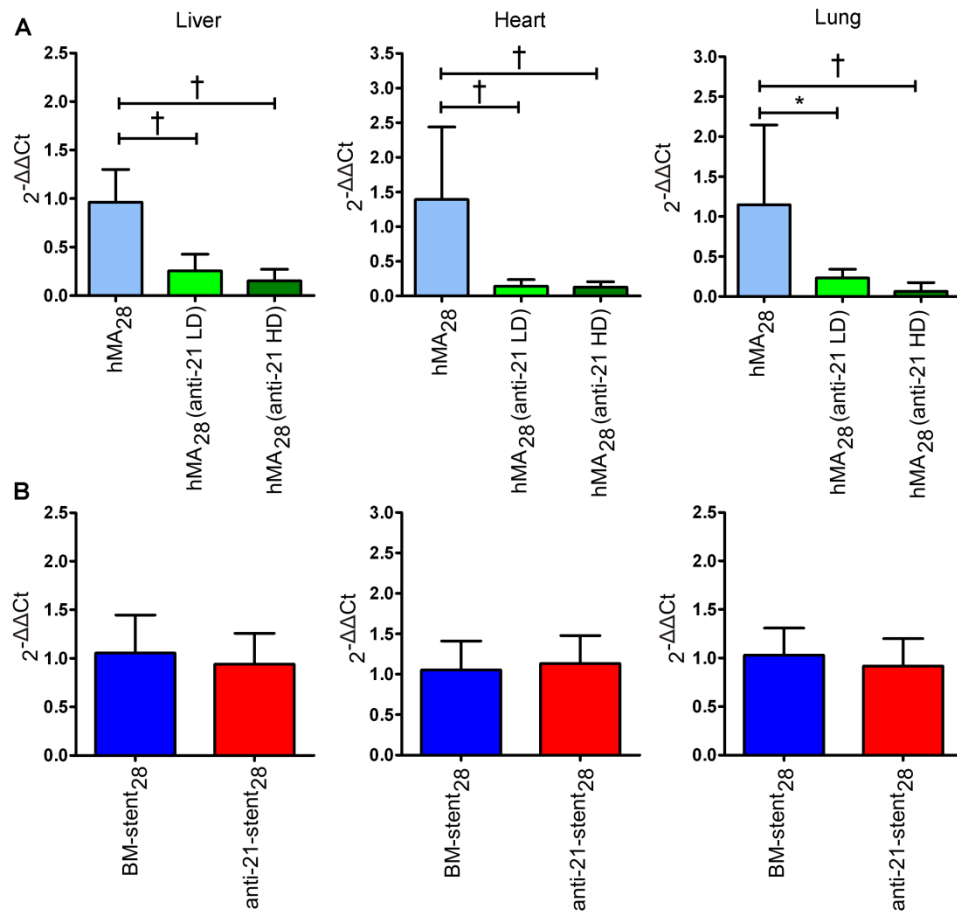 A
Liver
Heart
Lung
2-ΔΔCt
2.5
2.0
1.5
1.0
0.5
0.0
†
†
hMA28
hMA28(anti-21 LD)
hMA28(anti-21 HD)
2-ΔΔCt
4.0
3.5
3.0
2.5
2.0
1.5
1.0
0.5
0.0
†
†
hMA28
hMA28(anti-21 LD)
hMA28(anti-21 HD)
2-ΔΔCt
3.0
2.5
2.0
1.5
1.0
0.5
0.0
†
*
hMA28
hMA28(anti-21 LD)
hMA28(anti-21 HD)
B
2-ΔΔCt
2.5
2.0
1.5
1.0
0.5
0.0
BM-stent28
anti-21-stent28
2-ΔΔCt
3.0
2.5
2.0
1.5
1.0
0.5
0.0
BM-stent28
anti-21-stent28
2-ΔΔCt
2.5
2.0
1.5
1.0
0.5
0.0
BM-stent28
anti-21-stent28